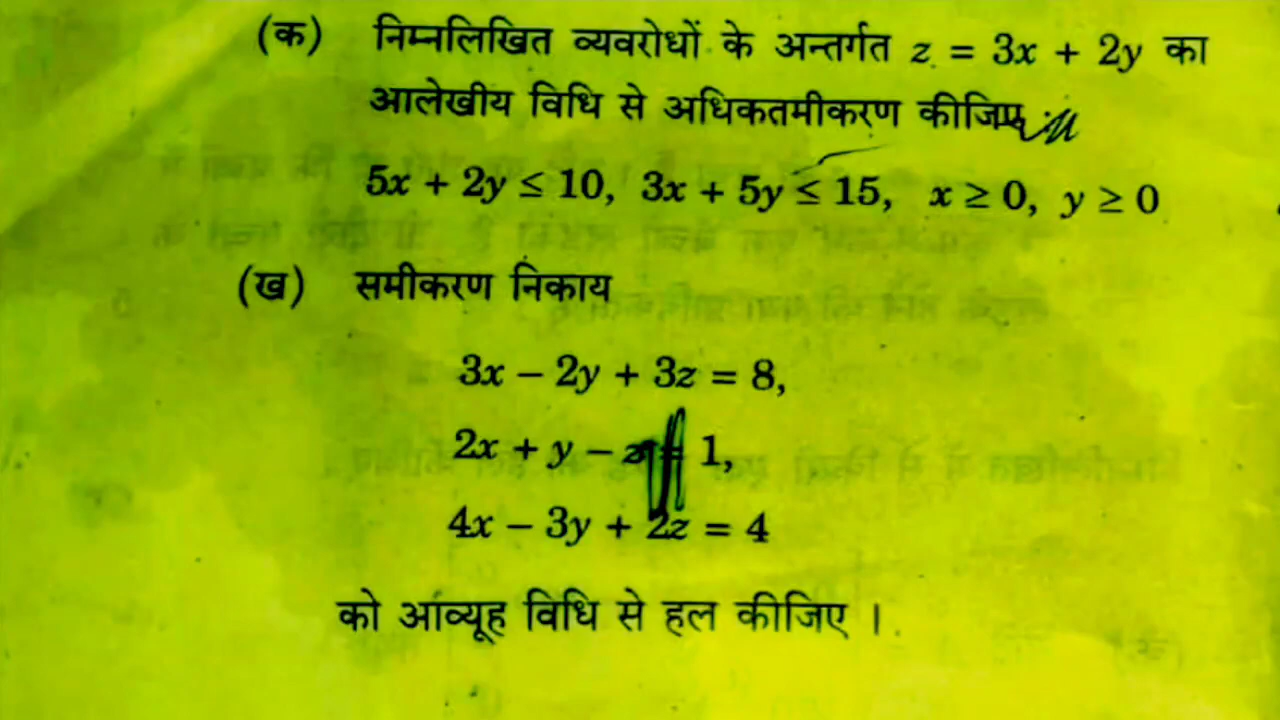 (क) निम्नलिखित व्यवरोधों के अन्तर्गत z = 3x + 2y का
आलेखीय विधि से अधिकतमीकरण कीजिए
5x + 2y ≤ 10, 3x + 5y ≤ 15, x ≥ 0, y ≥ 0
(ख) समीकरण निकाय
3x − 2y + 3z = 8,
2x + y − z = 1,
4x − 3y + 2z = 4
को आव्यूह विधि से हल कीजिए ।